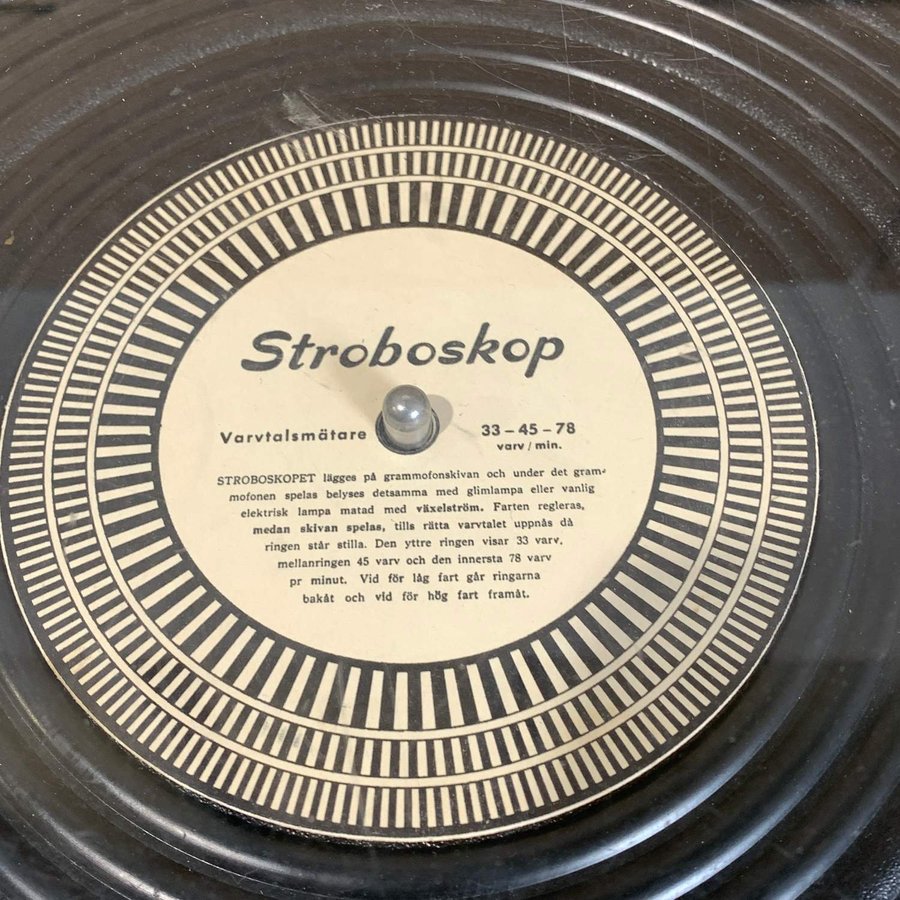 Stroboskop
Varvtalsmätare 33 – 45 – 78
varv / min.
STROBOSKOPET lägges på grammofonskivan och under det gram-
mofonen spelas belyses detsamma med glimlampa eller vanlig
elektrisk lampa matad med växelström. Farten regleras,
medan skivan spelas, tills rätta varvtalet uppnås då
ringen står stilla. Den yttre ringen visar 33 varv,
mellanringen 45 varv och den innersta 78 varv
pr minut. Vid för låg fart går ringarna
bakåt och vid för hög fart framåt.